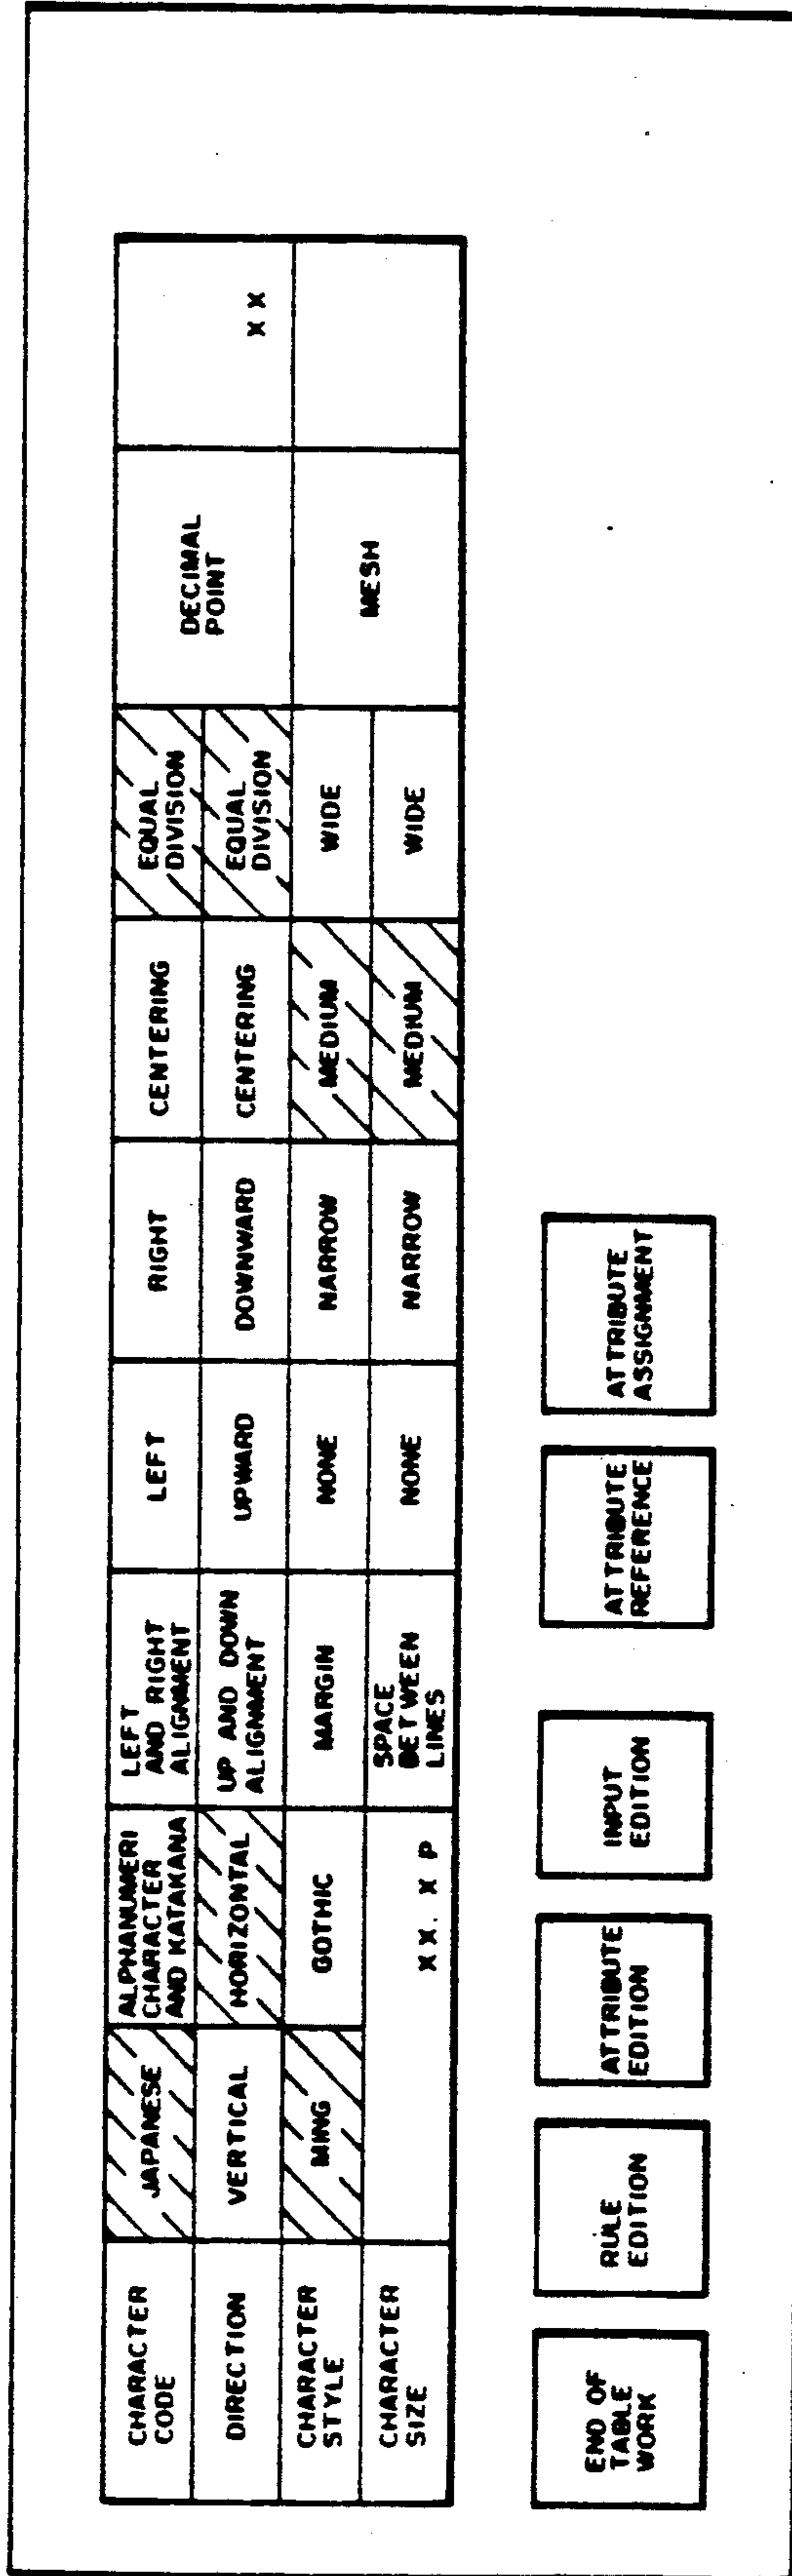 CHARACTER
CODE
JAPANESE
ALPHANUMERI
CHARACTER
AND KATAKANA
LEFT
AND RIGHT
ALIGNMENT
LEFT
RIGHT
CENTERING
EQUAL
DIVISION
DECIMAL
POINT
X X
DIRECTION
VERTICAL
HORIZONTAL
UP AND DOWN
ALIGNMENT
UPWARD
DOWNWARD
CENTERING
EQUAL
DIVISION
CHARACTER
STYLE
MING
GOTHIC
MARGIN
NONE
NARROW
MEDIUM
WIDE
MESH
CHARACTER
SIZE
X X. X P
SPACE
BETWEEN
LINES
NONE
NARROW
MEDIUM
WIDE
END OF
TABLE
WORK
RULE
EDITION
ATTRIBUTE
EDITION
INPUT
EDITION
ATTRIBUTE
REFERENCE
ATTRIBUTE
ASSIGNMENT